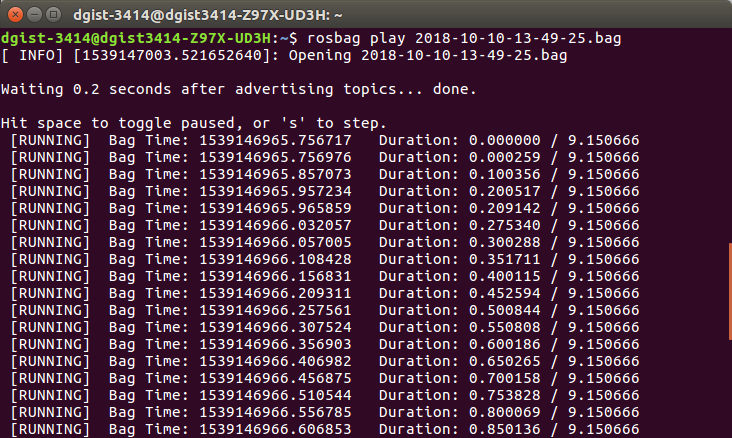 dgist-3414@dgist3414-Z97X-UD3H: ~
dgist-3414@dgist3414-Z97X-UD3H:~$ rosbag play 2018-10-10-13-49-25.bag
[ INFO] [1539147003.521652640]: Opening 2018-10-10-13-49-25.bag
Waiting 0.2 seconds after advertising topics... done.
Hit space to toggle paused, or 's' to step.
[RUNNING]  Bag Time: 1539146965.756717   Duration: 0.000000 / 9.150666
[RUNNING]  Bag Time: 1539146965.756976   Duration: 0.000259 / 9.150666
[RUNNING]  Bag Time: 1539146965.857073   Duration: 0.100356 / 9.150666
[RUNNING]  Bag Time: 1539146965.957234   Duration: 0.200517 / 9.150666
[RUNNING]  Bag Time: 1539146965.965859   Duration: 0.209142 / 9.150666
[RUNNING]  Bag Time: 1539146966.032057   Duration: 0.275340 / 9.150666
[RUNNING]  Bag Time: 1539146966.057005   Duration: 0.300288 / 9.150666
[RUNNING]  Bag Time: 1539146966.108428   Duration: 0.351711 / 9.150666
[RUNNING]  Bag Time: 1539146966.156831   Duration: 0.400115 / 9.150666
[RUNNING]  Bag Time: 1539146966.209311   Duration: 0.452594 / 9.150666
[RUNNING]  Bag Time: 1539146966.257561   Duration: 0.500844 / 9.150666
[RUNNING]  Bag Time: 1539146966.307524   Duration: 0.550808 / 9.150666
[RUNNING]  Bag Time: 1539146966.356903   Duration: 0.600186 / 9.150666
[RUNNING]  Bag Time: 1539146966.406982   Duration: 0.650265 / 9.150666
[RUNNING]  Bag Time: 1539146966.456875   Duration: 0.700158 / 9.150666
[RUNNING]  Bag Time: 1539146966.510544   Duration: 0.753828 / 9.150666
[RUNNING]  Bag Time: 1539146966.556785   Duration: 0.800069 / 9.150666
[RUNNING]  Bag Time: 1539146966.606853   Duration: 0.850136 / 9.150666